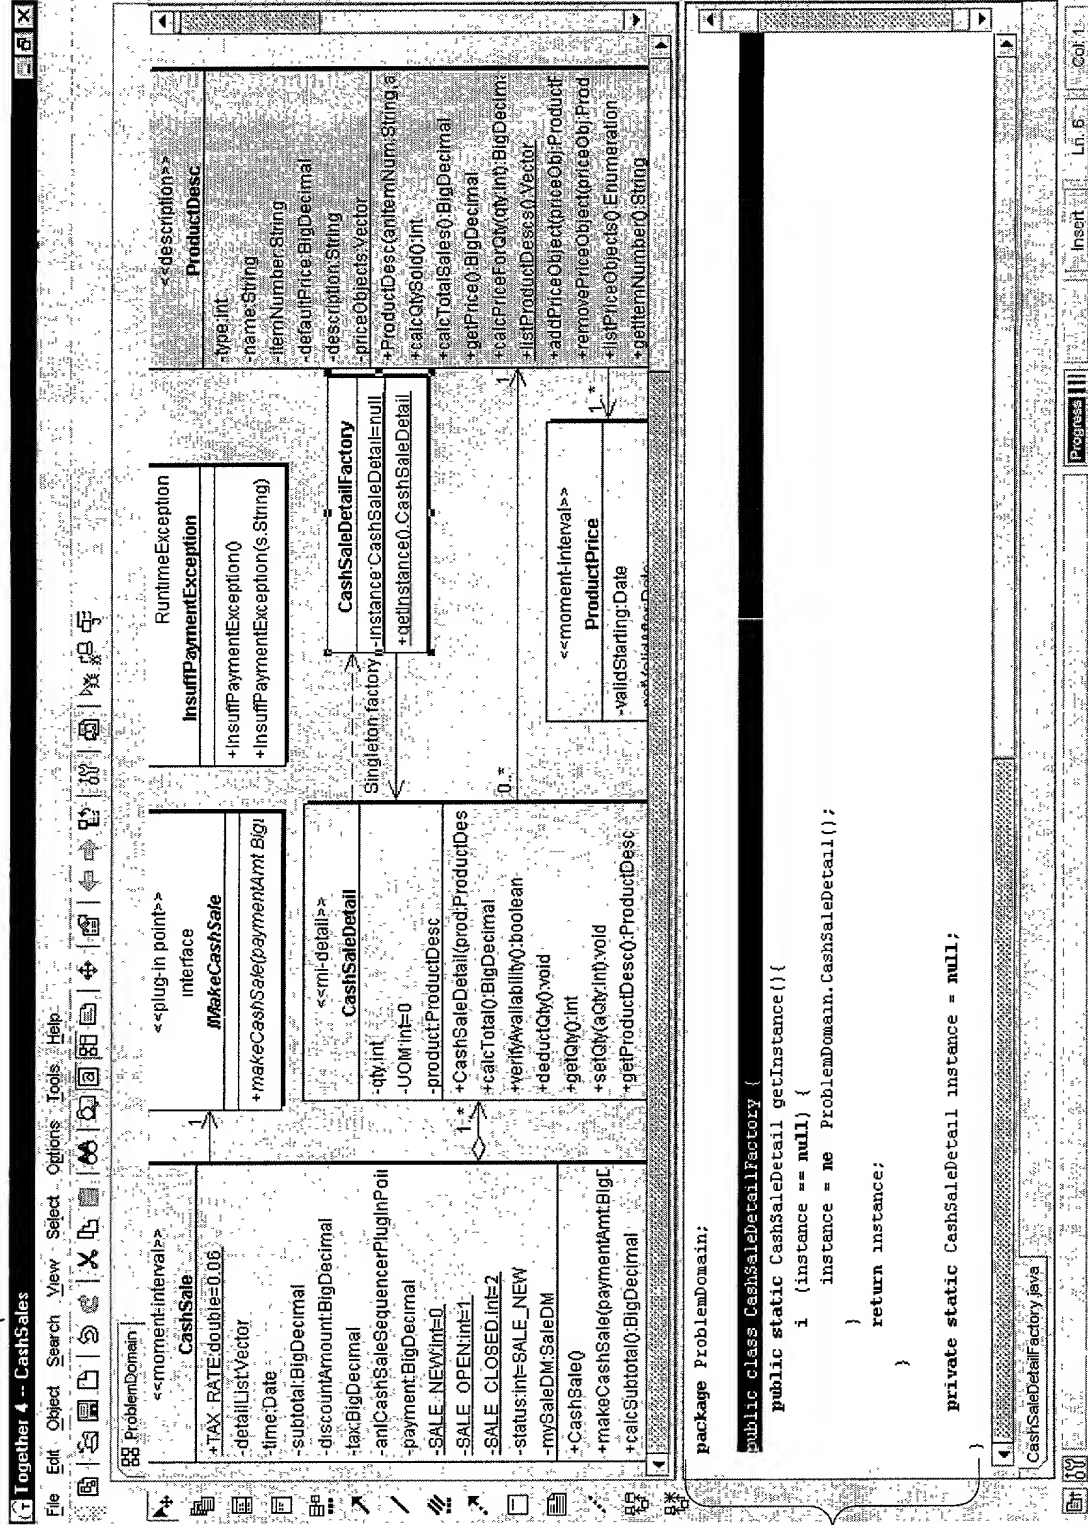 Together 4 -- CashSales
File Edit Object Search View Select Options Tools Help
ProblemDomain
<<moment-interval>>
CashSale
+TAX_RATE:double=0.06
-detailList:Vector
-time:Date
-subtotal:BigDecimal
-discountAmount:BigDecimal
-tax:BigDecimal
-anICashSaleSequencerPlugInPoi
-payment:BigDecimal
-SALE_NEW:int=0
-SALE_OPEN:int=1
-SALE_CLOSED:int=2
-status:int=SALE_NEW
-mySaleDM:SaleDM
+CashSale()
+makeCashSale(paymentAmt:BigD
+calcSubtotal():BigDecimal
1
1..*
<<plug-in point>>
interface
IMakeCashSale
+makeCashSale(paymentAmt:Big
<<mi-detail>>
CashSaleDetail
-qty:int
-UOM:int=0
-product:ProductDesc
+CashSaleDetail(prod:ProductDes
+calcTotal():BigDecimal
+verifyAvailability():boolean
+deductQty():void
+getQty():int
+setQty(aQty:int):void
+getProductDesc():ProductDesc
RuntimeException
InsuffPaymentException
+InsuffPaymentException()
+InsuffPaymentException(s:String)
Singleton factory
CashSaleDetailFactory
-instance:CashSaleDetail=null
+getInstance():CashSaleDetail
0..*
1
<<moment-interval>>
ProductPrice
-validStarting:Date
1..*
<<description>>
ProductDesc
-type:int
-name:String
-itemNumber:String
-defaultPrice:BigDecimal
-description:String
-priceObjects:Vector
+ProductDesc(anItemNum:String,a
+calcQtySold():int
+calcTotalSales():BigDecimal
+getPrice():BigDecimal
+calcPriceForQty(qty:int):BigDecim
+listProductDescs():Vector
+addPriceObject(priceObj:ProductF
+removePriceObject(priceObj:Prod
+listPriceObjects():Enumeration
+getItemNumber():String
package ProblemDomain;
public class CashSaleDetailFactory {
public static CashSaleDetail getInstance(){
i (instance == null) {
instance = ne ProblemDomain.CashSaleDetail();
}
return instance;
}
private static CashSaleDetail instance = null;
}
CashSaleDetailFactory.java
Progress
Insert
Ln. 6
Col. 1